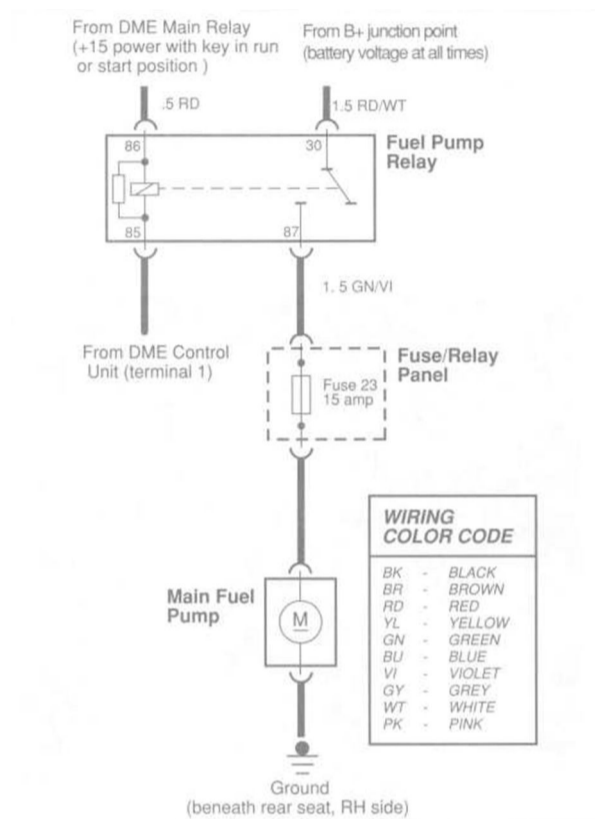 From DME Main Relay
(+15 power with key in run
or start position )
From B+ junction point
(battery voltage at all times)
.5 RD
1.5 RD/WT
86
30
Fuel Pump
Relay
85
87
1. 5 GN/VI
From DME Control
Unit (terminal 1)
Fuse/Relay
Panel
Fuse 23
15 amp
Main Fuel
Pump
M
WIRING
COLOR CODE
BK - BLACK
BR - BROWN
RD - RED
YL - YELLOW
GN - GREEN
BU - BLUE
VI - VIOLET
GY - GREY
WT - WHITE
PK - PINK
Ground
(beneath rear seat, RH side)